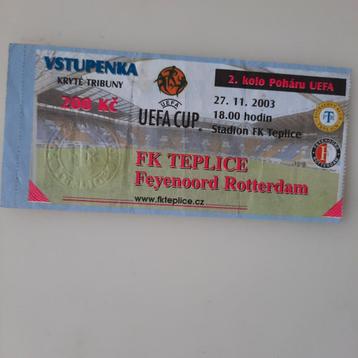 VSTUPENKA
KRYTÉ TRIBUNY
200 Kč
UEFA
UEFA CUP
2. kolo Poháru UEFA
27. 11. 2003
18.00 hodin
Stadion FK Teplice
FK TEPLICE
Feyenoord Rotterdam
www.fkteplice.cz